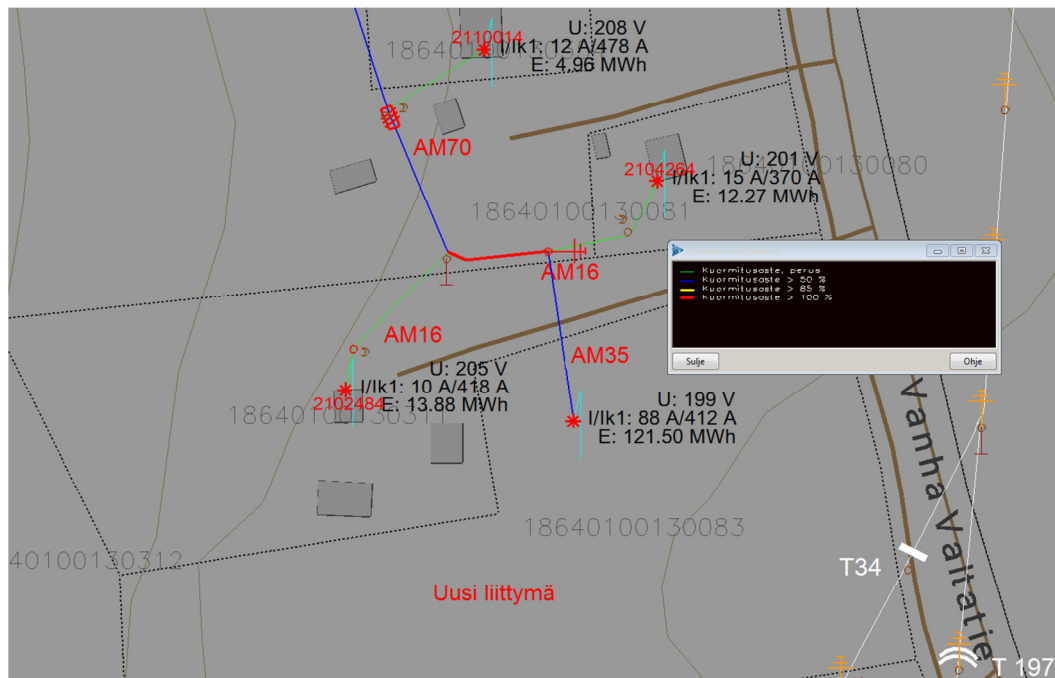 U: 208 V
2110014
I/Ik1: 12 A/478 A
E: 4.96 MWh
AM70
U: 201 V
18640100130080
2104264
I/Ik1: 15 A/370 A
E: 12.27 MWh
18640100130081
AM16
Kuormitusaste, perus
Kuormitusaste > 50 %
Kuormitusaste > 85 %
Kuormitusaste > 100 %
Sulje
Ohje
AM16
AM35
U: 205 V
I/Ik1: 10 A/418 A
2102484
E: 13.88 MWh
U: 199 V
I/Ik1: 88 A/412 A
E: 121.50 MWh
18640100130083
40100130312
Uusi liittymä
Vanha Valtatie
T34
T 197